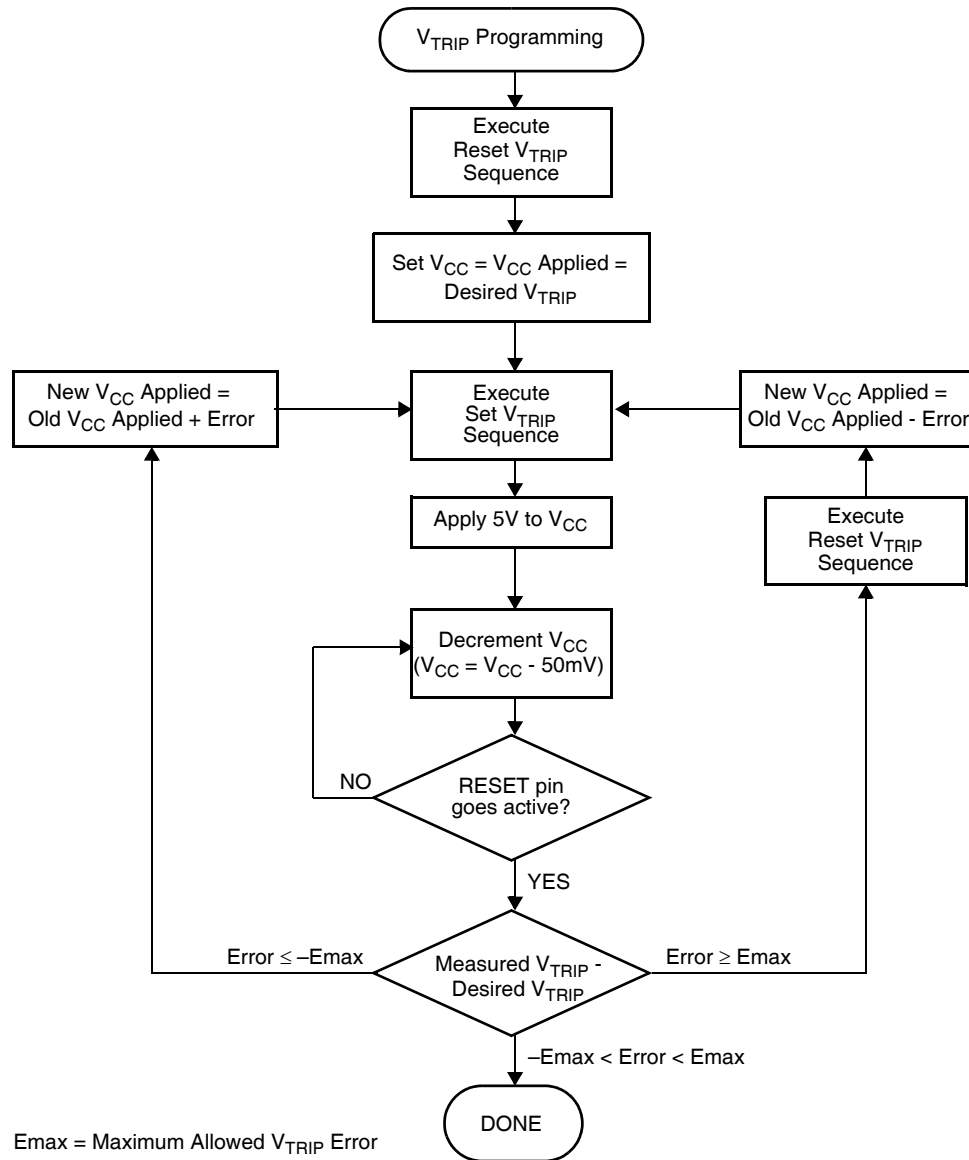 V_TRIP Programming
Execute
Reset V_TRIP
Sequence
Set V_CC = V_CC Applied =
Desired V_TRIP
New V_CC Applied =
Old V_CC Applied + Error
Execute
Set V_TRIP
Sequence
New V_CC Applied =
Old V_CC Applied - Error
Apply 5V to V_CC
Execute
Reset V_TRIP
Sequence
Decrement V_CC
(V_CC = V_CC - 50mV)
NO
RESET pin
goes active?
YES
Error ≤ –Emax
Measured V_TRIP -
Desired V_TRIP
Error ≥ Emax
–Emax < Error < Emax
DONE
Emax = Maximum Allowed V_TRIP Error